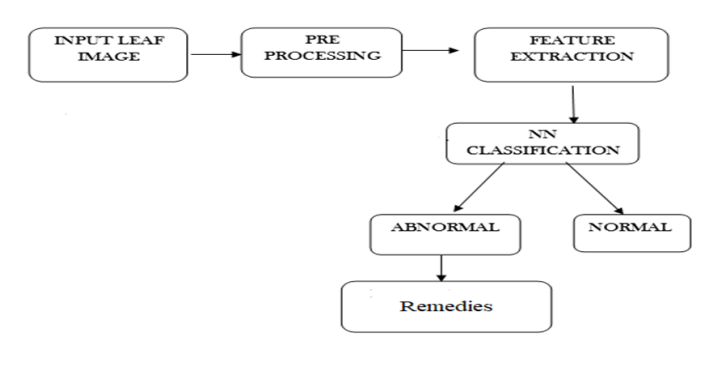 INPUT LEAF
IMAGE
PRE
PROCESSING
FEATURE
EXTRACTION
NN
CLASSIFICATION
ABNORMAL
NORMAL
Remedies